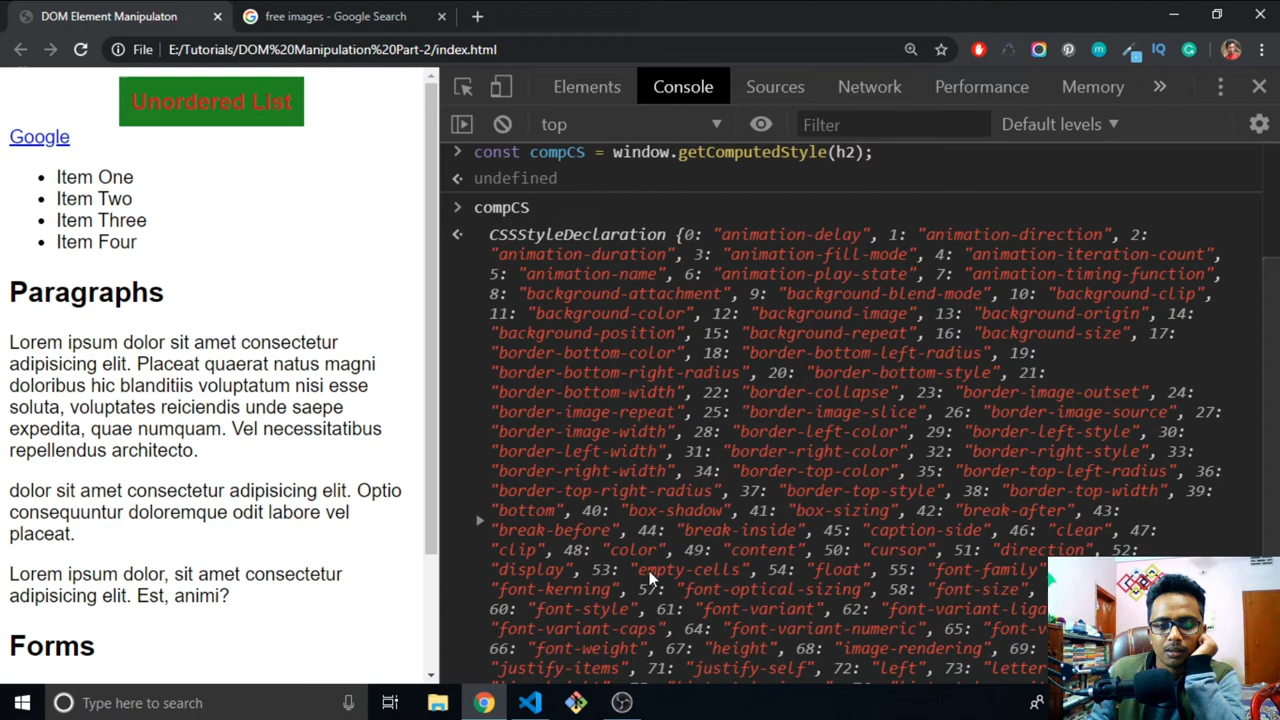 DOM Element Manipulaton
free images - Google Search
File
E:/Tutorials/DOM%20Manipulation%20Part-2/index.html
Unordered List
Google
Item One
Item Two
Item Three
Item Four
Paragraphs
Lorem ipsum dolor sit amet consectetur
adipisicing elit. Placeat quaerat natus magni
doloribus hic blanditiis voluptatum nisi esse
soluta, voluptates reiciendis unde saepe
expedita, quae numquam. Vel necessitatibus
repellendus architecto.
dolor sit amet consectetur adipisicing elit. Optio
consequuntur doloremque odit labore vel
placeat.
Lorem ipsum dolor, sit amet consectetur
adipisicing elit. Est, animi?
Forms
Elements Console Sources Network Performance Memory
top Filter Default levels
const compCS = window.getComputedStyle(h2);
undefined
compCS
CSSStyleDeclaration {0: "animation-delay", 1: "animation-direction", 2:
"animation-duration", 3: "animation-fill-mode", 4: "animation-iteration-count",
5: "animation-name", 6: "animation-play-state", 7: "animation-timing-function",
8: "background-attachment", 9: "background-blend-mode", 10: "background-clip",
11: "background-color", 12: "background-image", 13: "background-origin", 14:
"background-position", 15: "background-repeat", 16: "background-size", 17:
"border-bottom-color", 18: "border-bottom-left-radius", 19:
"border-bottom-right-radius", 20: "border-bottom-style", 21:
"border-bottom-width", 22: "border-collapse", 23: "border-image-outset", 24:
"border-image-repeat", 25: "border-image-slice", 26: "border-image-source", 27:
"border-image-width", 28: "border-left-color", 29: "border-left-style", 30:
"border-left-width", 31: "border-right-color", 32: "border-right-style", 33:
"border-right-width", 34: "border-top-color", 35: "border-top-left-radius", 36:
"border-top-right-radius", 37: "border-top-style", 38: "border-top-width", 39:
"bottom", 40: "box-shadow", 41: "box-sizing", 42: "break-after", 43:
"break-before", 44: "break-inside", 45: "caption-side", 46: "clear", 47:
"clip", 48: "color", 49: "content", 50: "cursor", 51: "direction", 52:
"display", 53: "empty-cells", 54: "float", 55: "font-family"
"font-kerning", 57: "font-optical-sizing", 58: "font-size",
60: "font-style", 61: "font-variant", 62: "font-variant-liga
"font-variant-caps", 64: "font-variant-numeric", 65: "font-v
66: "font-weight", 67: "height", 68: "image-rendering", 69:
"justify-items", 71: "justify-self", 72: "left", 73: "letter
Type here to search